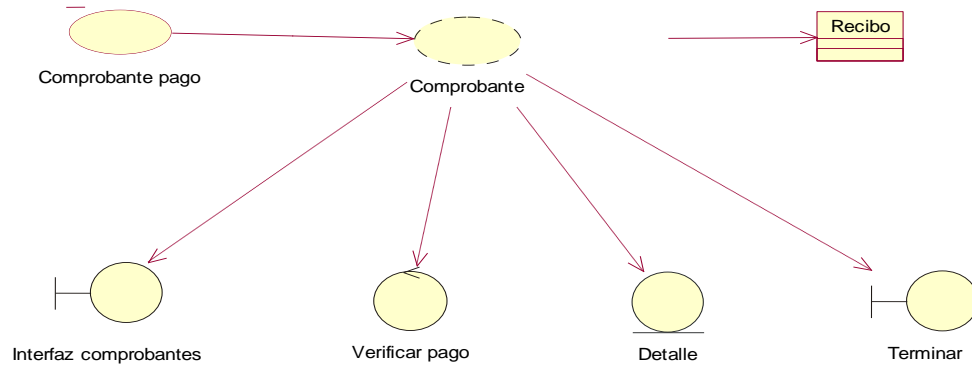 Recibo
Comprobante pago
Comprobante
Interfaz comprobantes
Verificar pago
Detalle
Terminar